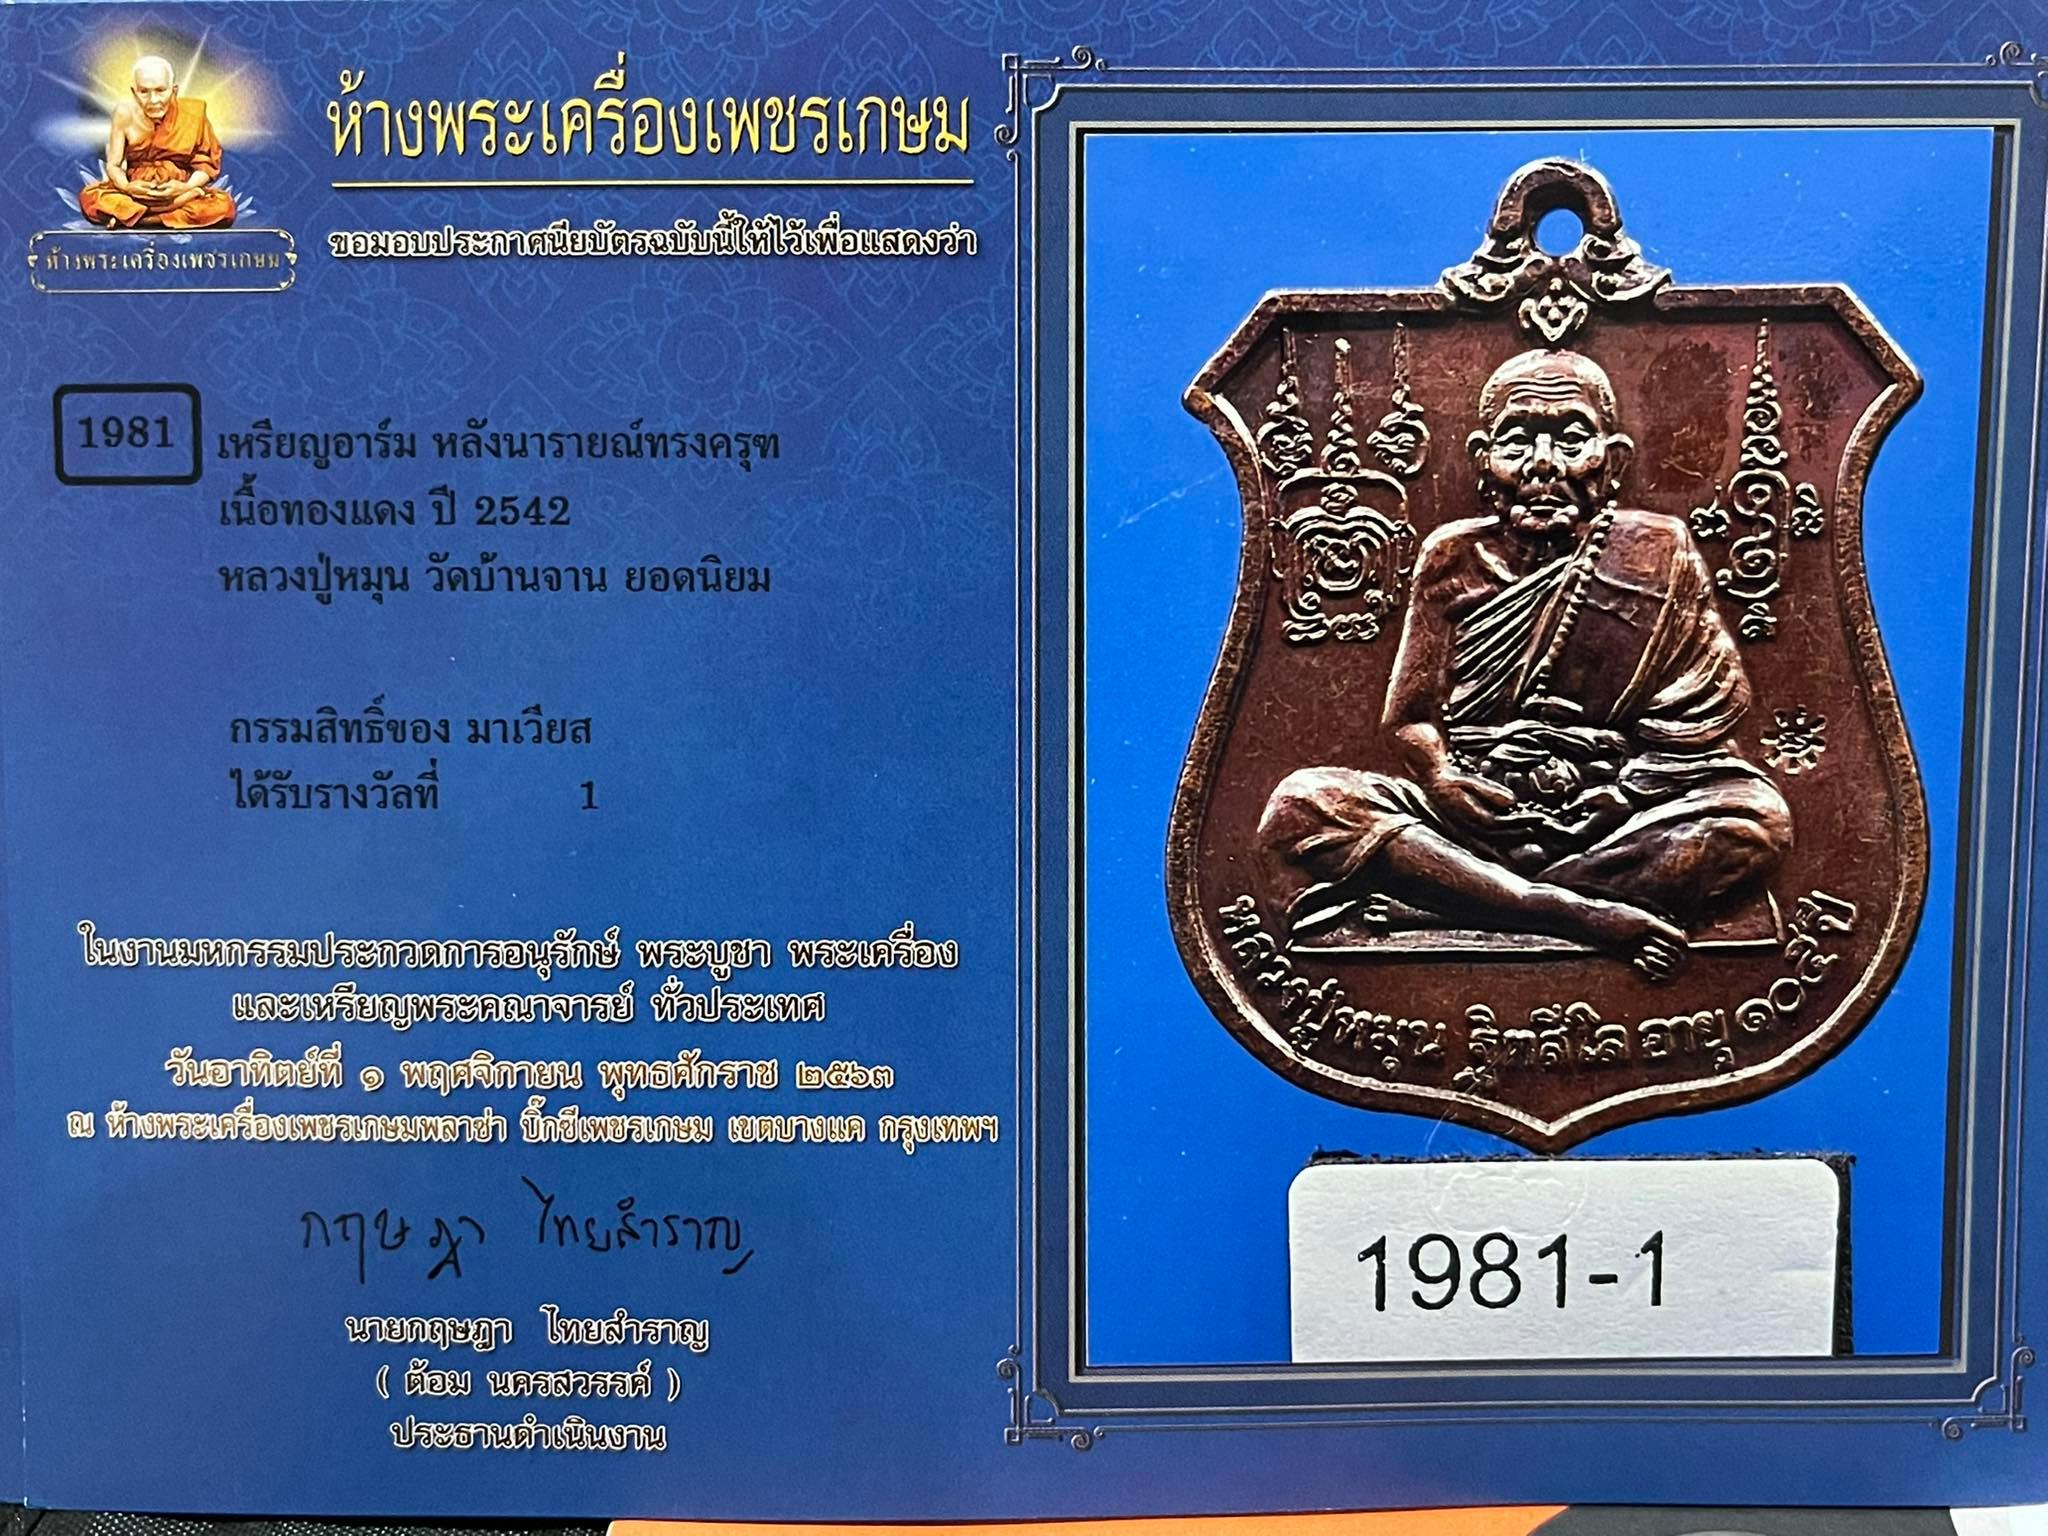 ห้างพระเครื่องเพชรเกษม
ห้างพระเครื่องเพชรเกษม
ขอมอบประกาศนียบัตรฉบับนี้ให้ไว้เพื่อแสดงว่า
1981 เหรียญอาร์ม หลังนารายณ์ทรงครุฑ
เนื้อทองแดง ปี 2542
หลวงปู่หมุน วัดบ้านจาน ยอดนิยม
กรรมสิทธิ์ของ มาเวียส
ได้รับรางวัลที่ 1
ในงานมหกรรมประกวดการอนุรักษ์ พระบูชา พระเครื่อง
และเหรียญพระคณาจารย์ ทั่วประเทศ
วันอาทิตย์ที่ ๑ พฤศจิกายน พุทธศักราช ๒๕๖๓
ณ ห้างพระเครื่องเพชรเกษมพลาซ่า บิ๊กซีเพชรเกษม เขตบางแค กรุงเทพฯ
กฤษฎา ไทยสำราญ
นายกฤษฎา ไทยสำราญ
( ต้อม นครสวรรค์ )
ประธานดำเนินงาน
หลวงปู่หมุน ฐิทสีโล อายุ ๑๐๕ ปี
1981-1